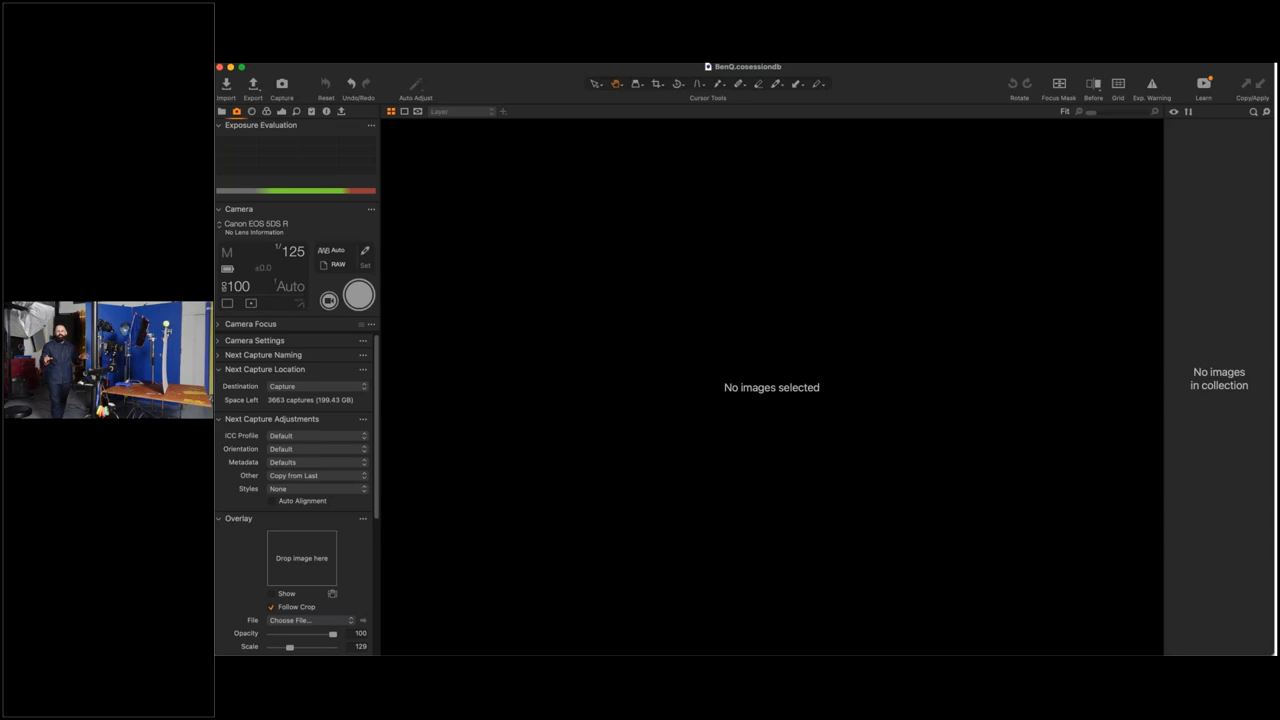 BenQ.cosessiondb
Import Export Capture Reset Undo/Redo Auto Adjust Cursor Tools Rotate Focus Mask Before Grid Exp. Warning Learn Copy/Apply
Layer
Fit
Exposure Evaluation
Camera
Canon EOS 5DS R
No Lens Information
M 1/125 Auto
±0.0 RAW Set
100 f Auto
Camera Focus
Camera Settings
Next Capture Naming
Next Capture Location
Destination Capture
Space Left 3663 captures (199.43 GB)
Next Capture Adjustments
ICC Profile Default
Orientation Default
Metadata Defaults
Other Copy from Last
Styles None
Auto Alignment
Overlay
Drop image here
Show
Follow Crop
File Choose File...
Opacity 100
Scale 129
No images selected
No images
in collection